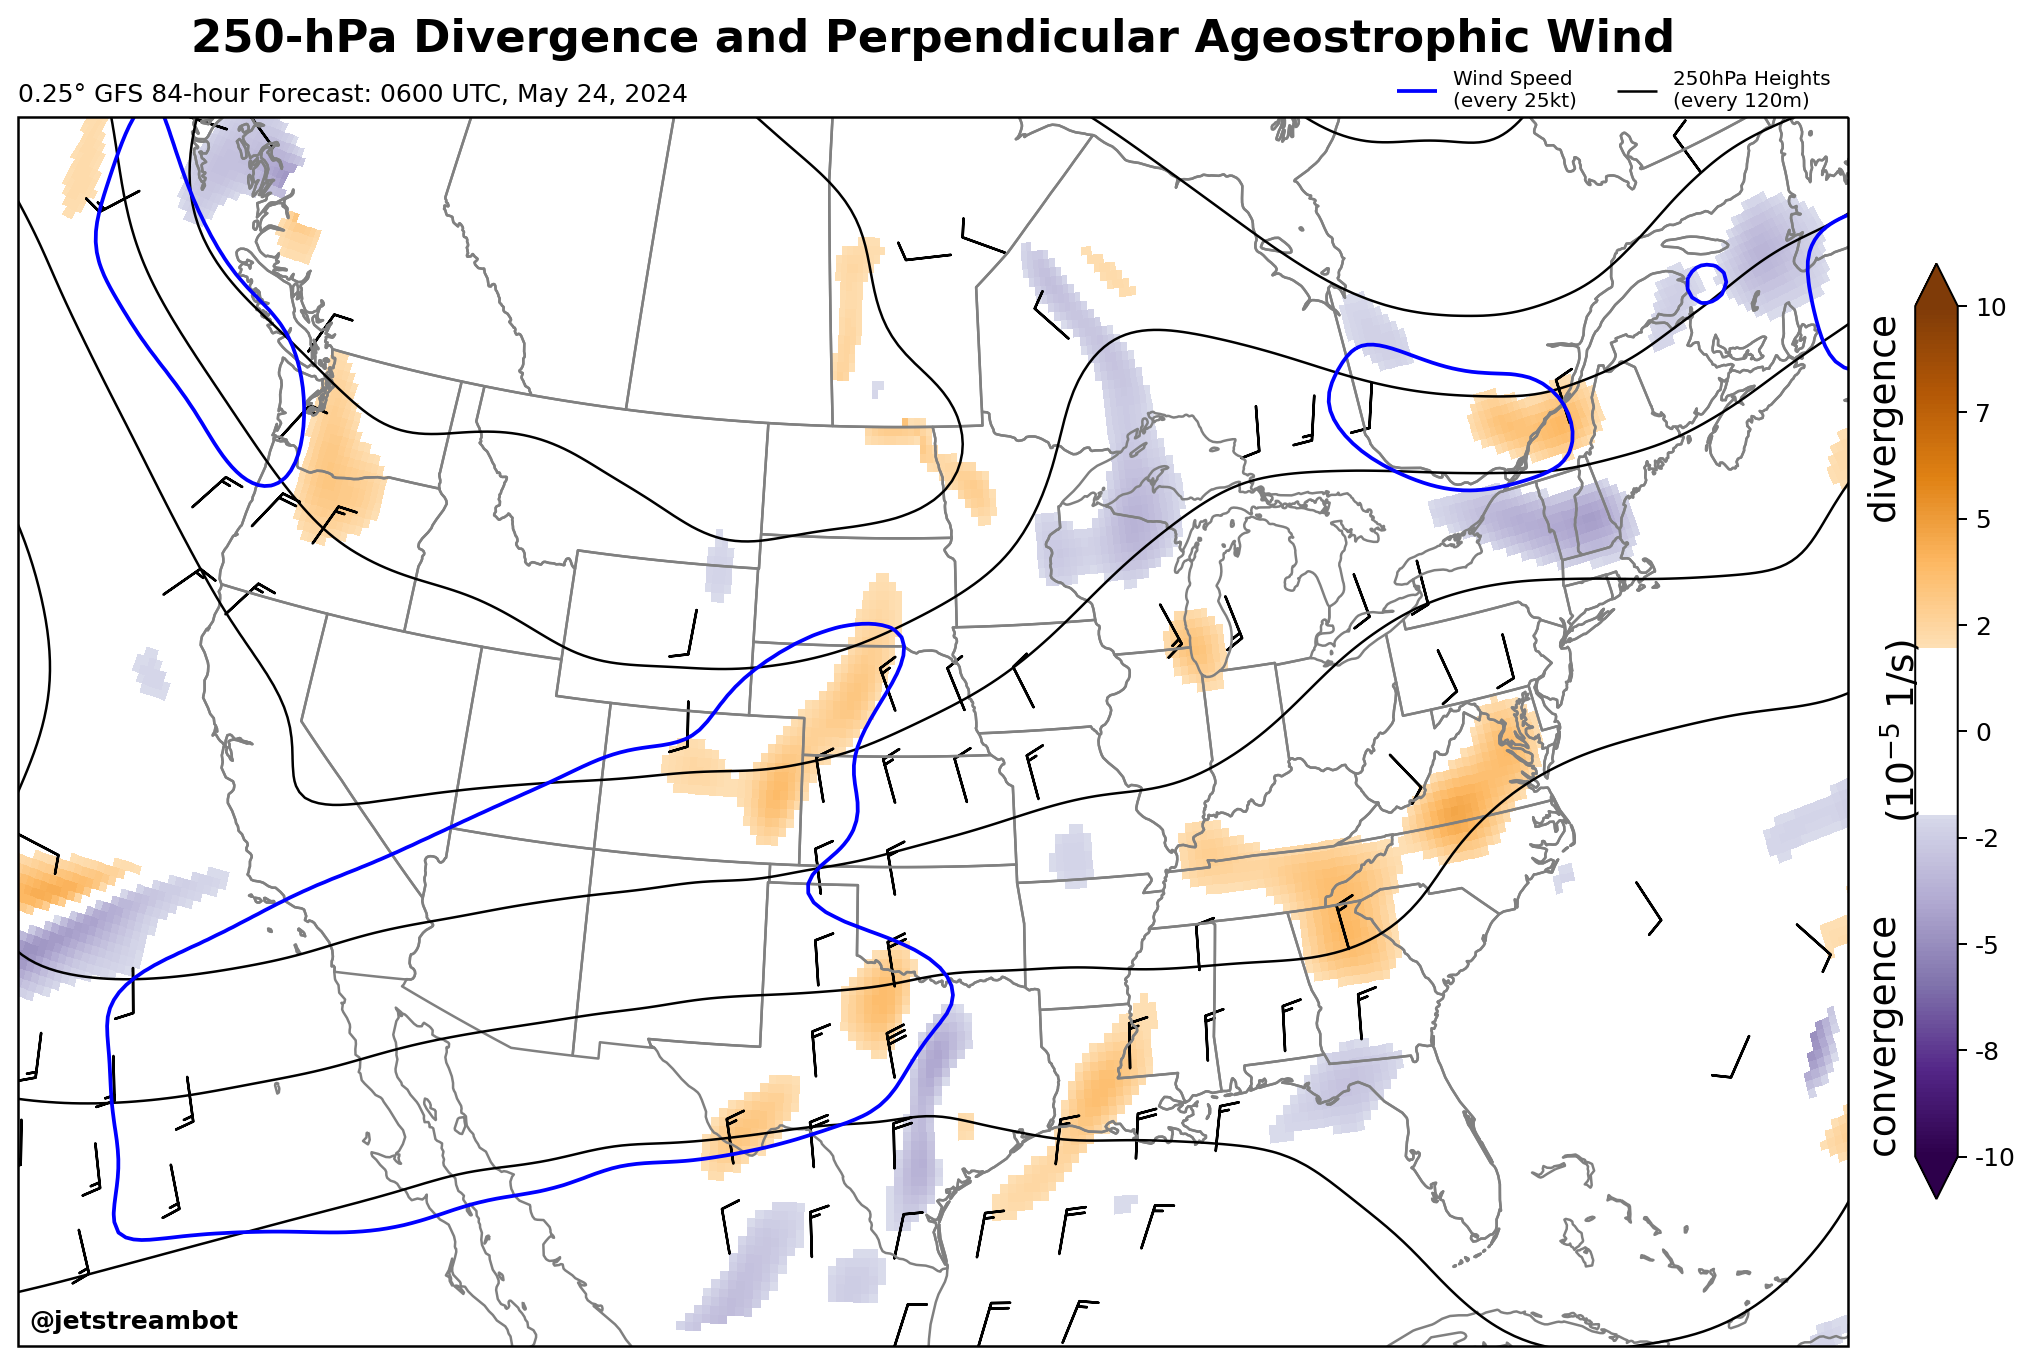 250-hPa Divergence and Perpendicular Ageostrophic Wind
0.25° GFS 84-hour Forecast: 0600 UTC, May 24, 2024
Wind Speed
(every 25kt)
250hPa Heights
(every 120m)
divergence
(10⁻⁵ 1/s)
convergence
10
7
5
2
0
-2
-5
-8
-10
@jetstreambot